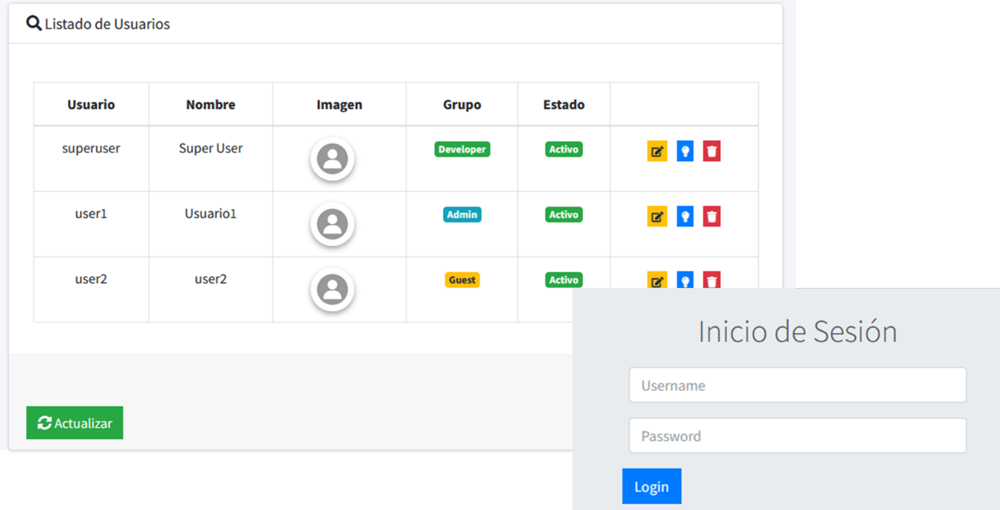 Listado de Usuarios
Usuario Nombre Imagen Grupo Estado
superuser Super User Developer Activo
user1 Usuario1 Admin Activo
user2 user2 Guest Activo
Actualizar
Inicio de Sesión
Username
Password
Login